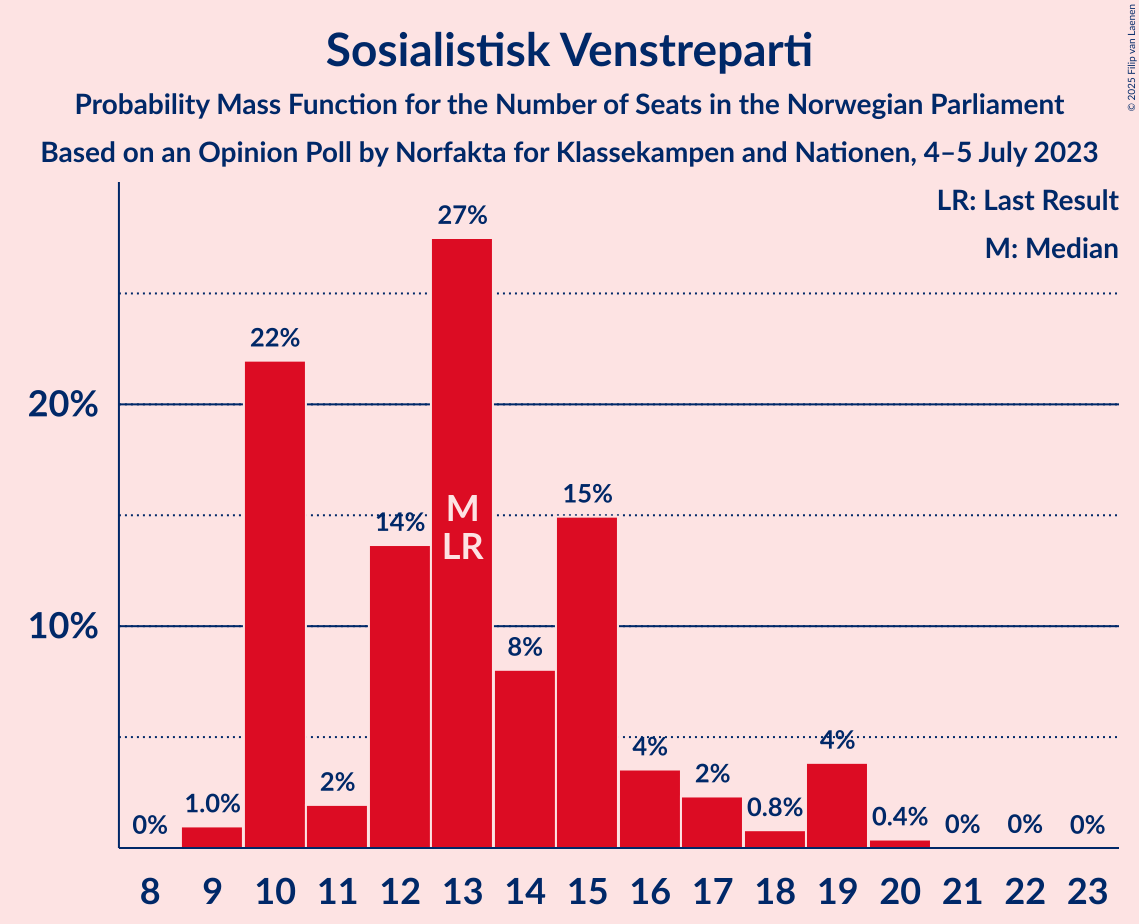 Sosialistisk Venstreparti
Probability Mass Function for the Number of Seats in the Norwegian Parliament
Based on an Opinion Poll by Norfakta for Klassekampen and Nationen, 4–5 July 2023
© 2025 Filip van Laenen
LR: Last Result
M: Median
27%
22%
20%
15%
14%
M
LR
10%
8%
4%
4%
2%
2%
1.0%
0.8%
0.4%
0%
0%
0%
0%
8 9 10 11 12 13 14 15 16 17 18 19 20 21 22 23